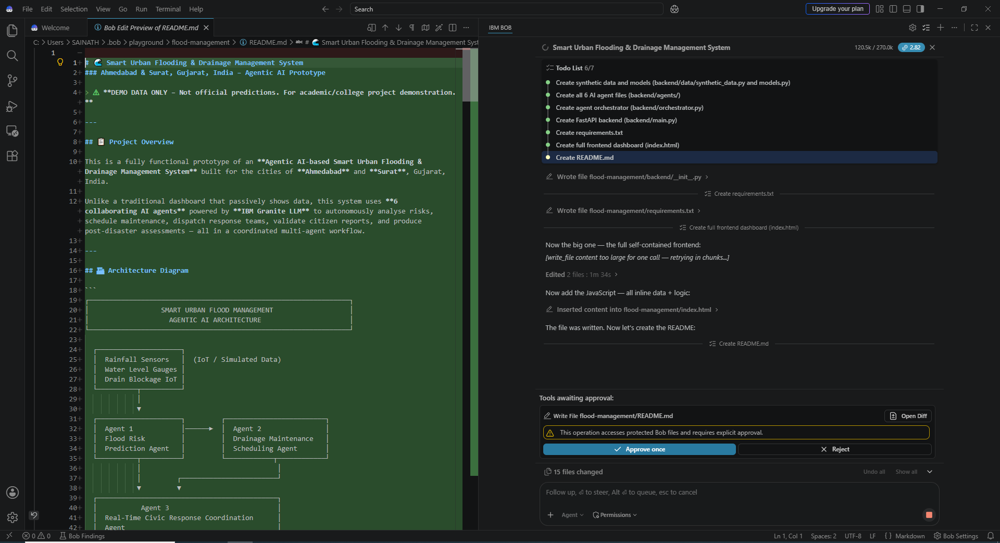 File Edit Selection View Go Run Terminal Help
Search
Upgrade your plan
Welcome
Bob Edit Preview of README.md
C: > Users > SAINATH > .bob > playground > flood-management > README.md > abc # 🌊 Smart Urban Flooding & Drainage Management Syst
1 −
1+ # 🌊 Smart Urban Flooding & Drainage Management System
2+ ### Ahmedabad & Surat, Gujarat, India – Agentic AI Prototype
3+
4+ > ⚠ **DEMO DATA ONLY – Not official predictions. For academic/college project demonstration.
+ **
5+
6+ ---
7+
8+ ## 📋 Project Overview
9+
10+ This is a fully functional prototype of an **Agentic AI-based Smart Urban Flooding &
+ Drainage Management System** built for the cities of **Ahmedabad** and **Surat**, Gujarat,
+ India.
11+
12+ Unlike a traditional dashboard that passively shows data, this system uses **6
+ collaborating AI agents** powered by **IBM Granite LLM** to autonomously analyse risks,
+ schedule maintenance, dispatch response teams, validate citizen reports, and produce
+ post-disaster assessments — all in a coordinated multi-agent workflow.
13+
14+ ---
15+
16+ ## Architecture Diagram
17+
18+ ```
19+
20+ SMART URBAN FLOOD MANAGEMENT
21+ AGENTIC AI ARCHITECTURE
22+
23+
24+
25+ Rainfall Sensors (IoT / Simulated Data)
26+ Water Level Gauges
27+ Drain Blockage IoT
28+
29+
30+ ▼
31+
32+ Agent 1 ► Agent 2
33+ Flood Risk Drainage Maintenance
34+ Prediction Agent Scheduling Agent
35+
36+
37+
38+ ▼ ▼
39+
40+ Agent 3
41+ Real-Time Civic Response Coordination
42+ Agent
IBM BOB
Smart Urban Flooding & Drainage Management System 120.5k / 270.0k 2.82
Todo List 6/7
Create synthetic data and models (backend/data/synthetic_data.py and models.py)
Create all 6 AI agent files (backend/agents/)
Create agent orchestrator (backend/orchestrator.py)
Create FastAPI backend (backend/main.py)
Create requirements.txt
Create full frontend dashboard (index.html)
Create README.md
Wrote file flood-management/backend/__init__.py >
Create requirements.txt
Wrote file flood-management/requirements.txt >
Create full frontend dashboard (index.html)
Now the big one — the full self-contained frontend:
[write_file content too large for one call — retrying in chunks...]
Edited 2 files : 1m 34s >
Now add the JavaScript — all inline data + logic:
Inserted content into flood-management/index.html >
The file was written. Now let's create the README:
Create README.md
Tools awaiting approval:
Write File flood-management/README.md Open Diff
This operation accesses protected Bob files and requires explicit approval.
Approve once Reject
15 files changed Undo all Show all
Follow up, ⏎ to steer, Alt ⏎ to queue, esc to cancel
Agent Permissions
0 0 Bob Findings
Ln 1, Col 1 Spaces: 2 UTF-8 LF {} Markdown Bob Settings